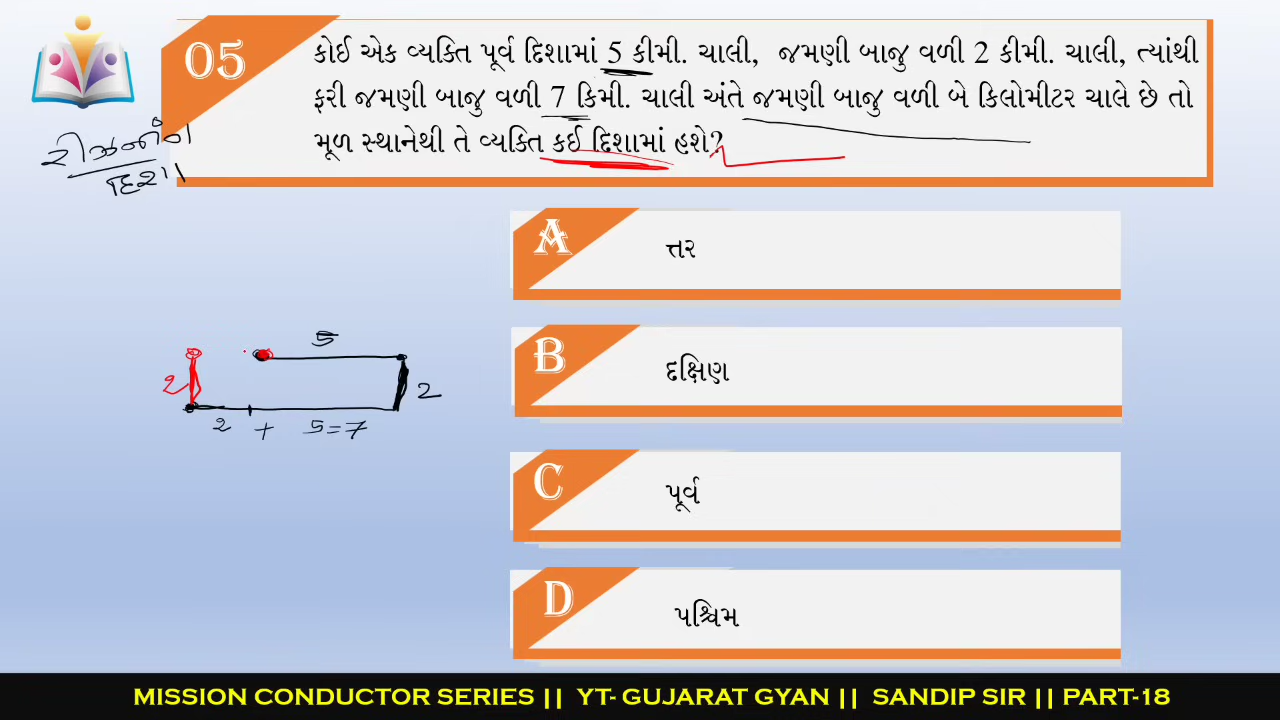 05
કોઈ એક વ્યક્તિ પૂર્વ દિશામાં 5 કીમી. ચાલી, જમણી બાજુ વળી 2 કીમી. ચાલી, ત્યાંથી
ફરી જમણી બાજુ વળી 7 કિમી. ચાલી અંતે જમણી બાજુ વળી બે કિલોમીટર ચાલે છે તો
મૂળ સ્થાનેથી તે વ્યક્તિ કઈ દિશામાં હશે?
રીઝનીંગ
દિશા
A ત્તર
5
2
2
2 + 5=7
B દક્ષિણ
C પૂર્વ
D પશ્ચિમ
MISSION CONDUCTOR SERIES || YT- GUJARAT GYAN || SANDIP SIR || PART-18